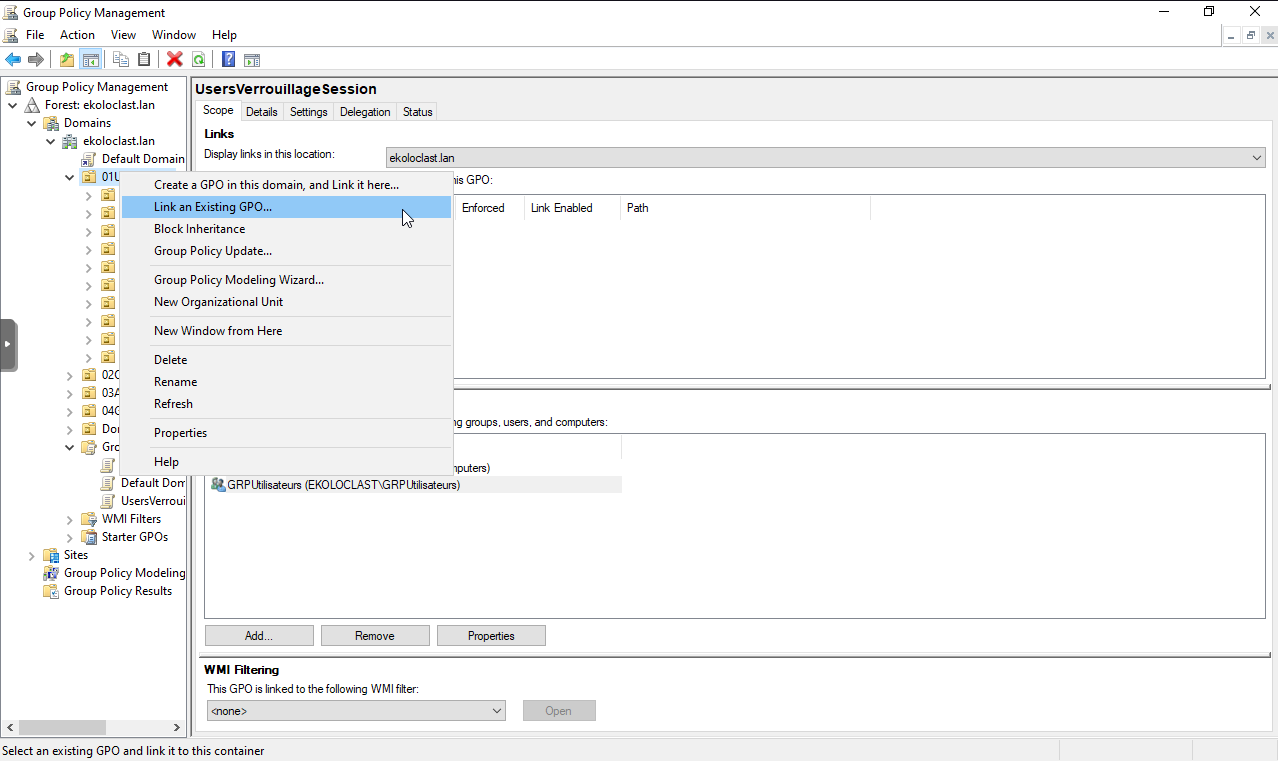 Group Policy Management
File Action View Window Help
Group Policy Management
Forest: ekoloclast.lan
Domains
ekoloclast.lan
Default Domain
01U
02C
03A
04G
Dor
Gro
Default Dom
UsersVerroui
WMI Filters
Starter GPOs
Sites
Group Policy Modeling
Group Policy Results
Create a GPO in this domain, and Link it here...
Link an Existing GPO...
Block Inheritance
Group Policy Update...
Group Policy Modeling Wizard...
New Organizational Unit
New Window from Here
Delete
Rename
Refresh
Properties
Help
UsersVerrouillageSession
Scope Details Settings Delegation Status
Links
Display links in this location: ekoloclast.lan
is GPO:
Enforced Link Enabled Path
ng groups, users, and computers:
nputers)
GRPUtilisateurs (EKOLOCLAST\GRPUtilisateurs)
Add... Remove Properties
WMI Filtering
This GPO is linked to the following WMI filter:
<none> Open
Select an existing GPO and link it to this container